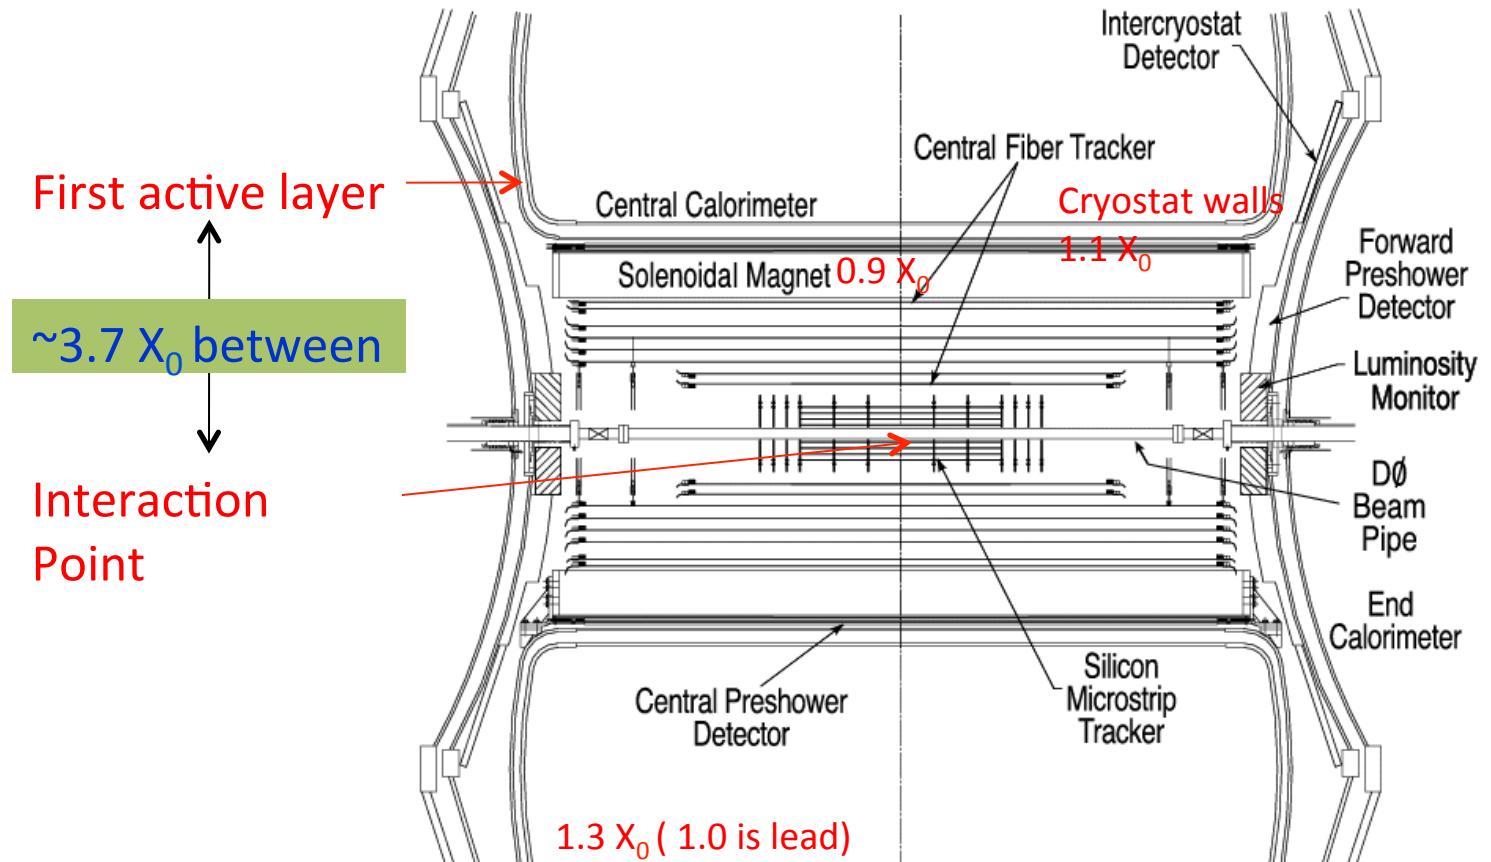 Intercryostat
Detector
Central Fiber Tracker
First active layer
Central Calorimeter
Cryostat walls
1.1 X₀
Solenoidal Magnet
0.9 X₀
Forward
Preshower
Detector
~3.7 X₀ between
Luminosity
Monitor
Interaction
Point
DØ
Beam
Pipe
End
Calorimeter
Silicon
Microstrip
Tracker
Central Preshower
Detector
1.3 X₀ ( 1.0 is lead)